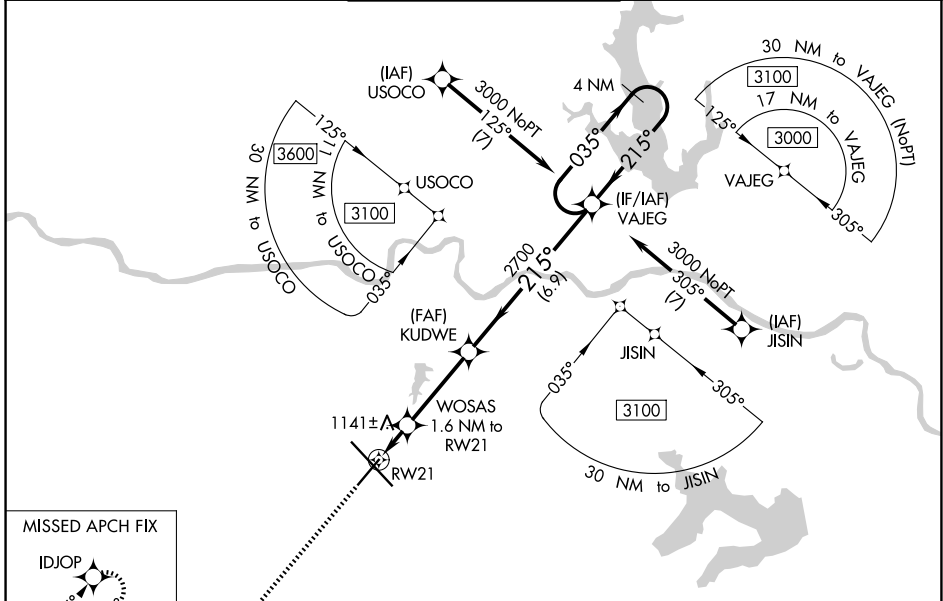 (IAF)
USOCO
3000 NoPT
125°
(7)
4 NM
035°
215°
(IF/IAF)
VAJEG
30 NM to VAJEG (NoPT)
3100
17 NM to VAJEG
3000
125°
VAJEG
305°
125°
3600
11 NM to USOCO
3100
30 NM to USOCO
USOCO
035°
2700
215°
(6.9)
3000 NoPT
305°
(7)
(IAF)
JISIN
(FAF)
KUDWE
JISIN
035°
305°
3100
30 NM to JISIN
WOSAS
1.6 NM to
RW21
1141±
RW21
MISSED APCH FIX
IDJOP